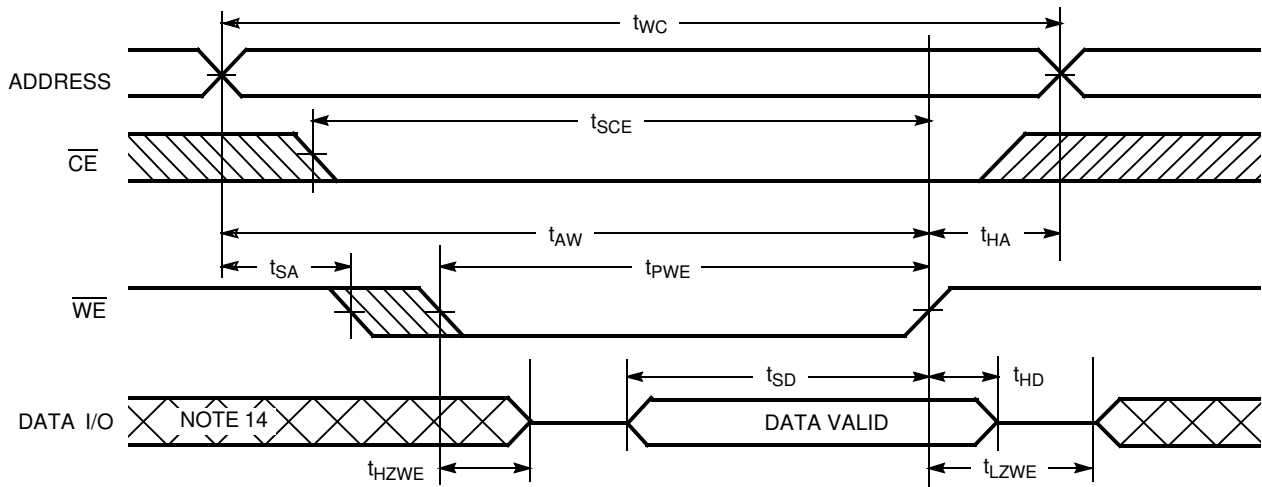 tWC
ADDRESS
tSCE
CE
tAW
tHA
tSA
tPWE
WE
tSD
tHD
DATA I/O
NOTE 14
DATA VALID
tHZWE
tLZWE